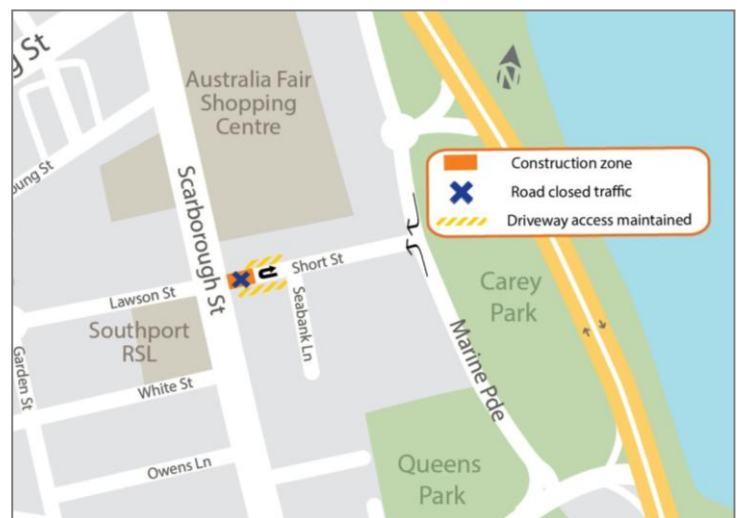 Australia Fair
Shopping
Centre
N
Construction zone
Road closed traffic
Driveway access maintained
Scarborough St
Short St
Lawson St
Seabank Ln
Carey
Park
Southport
RSL
Garden St
White St
Marine Pde
Owens Ln
Queens
Park